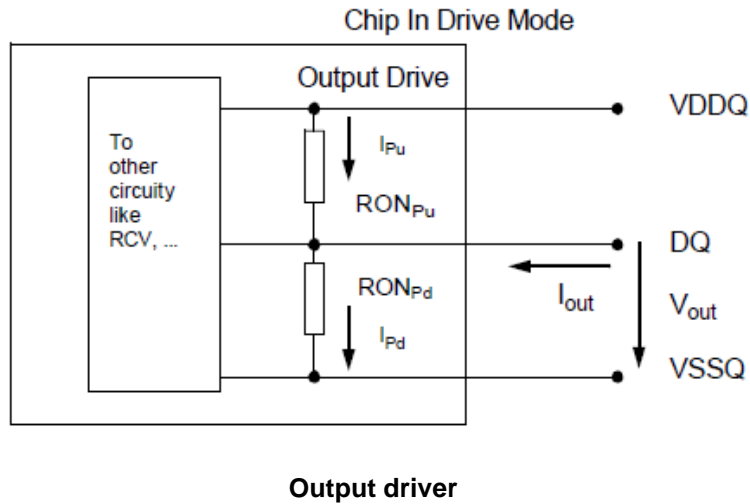 Chip In Drive Mode
Output Drive
VDDQ
To
other
circuity
like
RCV, ...
IPu
RONPu
DQ
RONPd
Iout
Vout
IPd
VSSQ
Output driver